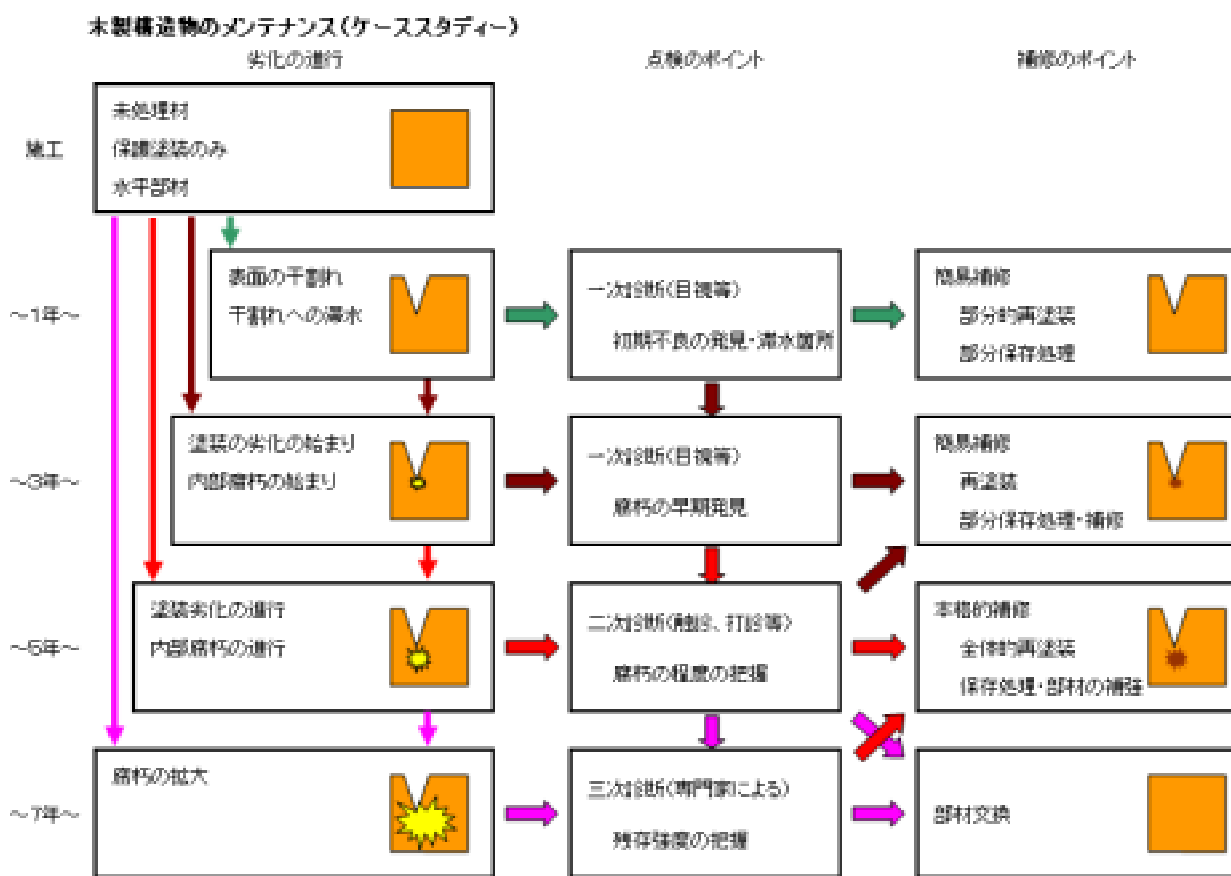 木製構造物のメンテナンス(ケーススタディー)
劣化の進行
点検のポイント
補修のポイント
施工
未処理材
保護塗装のみ
水平部材
～1年～
表面の干割れ
干割れへの滞水
一次診断(目視等)
初期不良の発見・滞水箇所
簡易補修
部分的再塗装
部分保存処理
～3年～
塗装の劣化の始まり
内部腐朽の始まり
一次診断(目視等)
腐朽の早期発見
簡易補修
再塗装
部分保存処理・補修
～5年～
塗装劣化の進行
内部腐朽の進行
二次診断(触診、打診等)
腐朽の程度の把握
本格的補修
全体的再塗装
保存処理・部材の補強
～7年～
腐朽の拡大
三次診断(専門家による)
残存強度の把握
部材交換